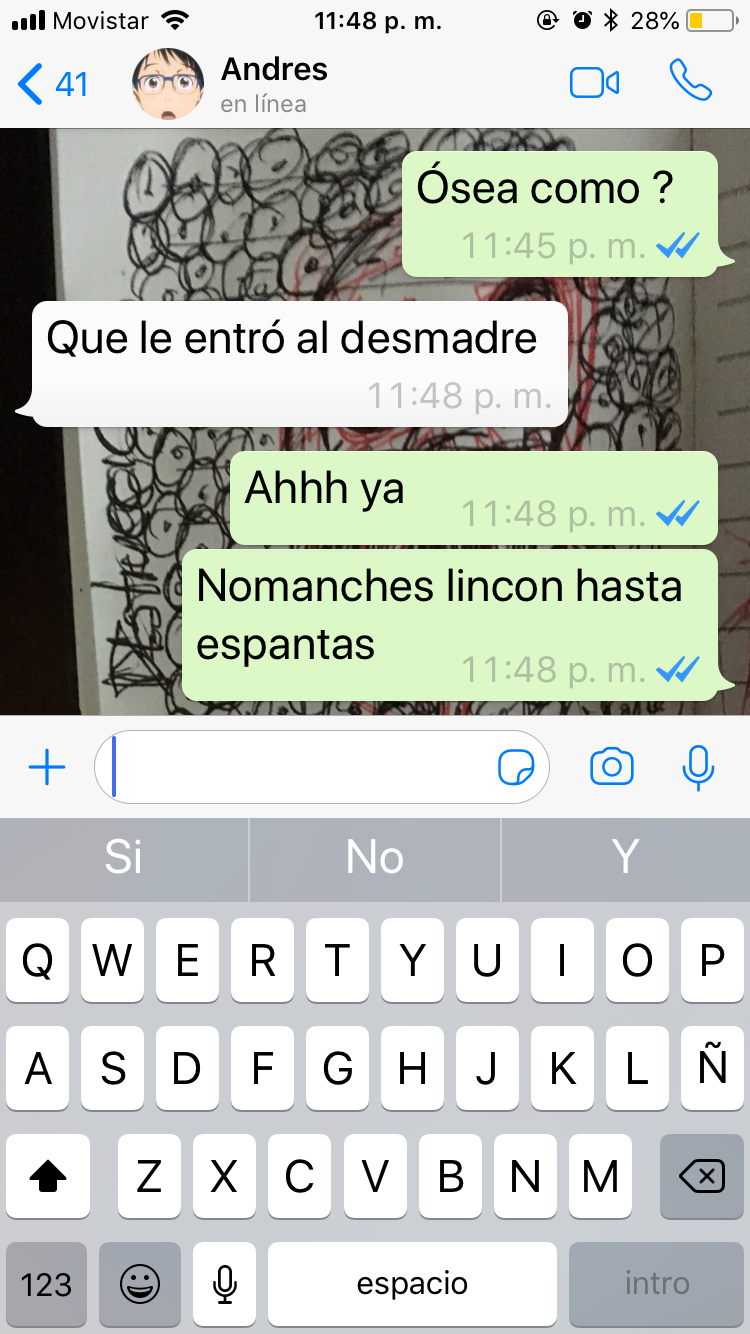 Movistar 11:48 p. m. 28%
41 Andres
en línea
Ósea como ?
11:45 p. m.
Que le entró al desmadre
11:48 p. m.
Ahhh ya
11:48 p. m.
Nomanches lincon hasta
espantas
11:48 p. m.
Si No Y
Q W E R T Y U I O P
A S D F G H J K L Ñ
Z X C V B N M
123 espacio intro